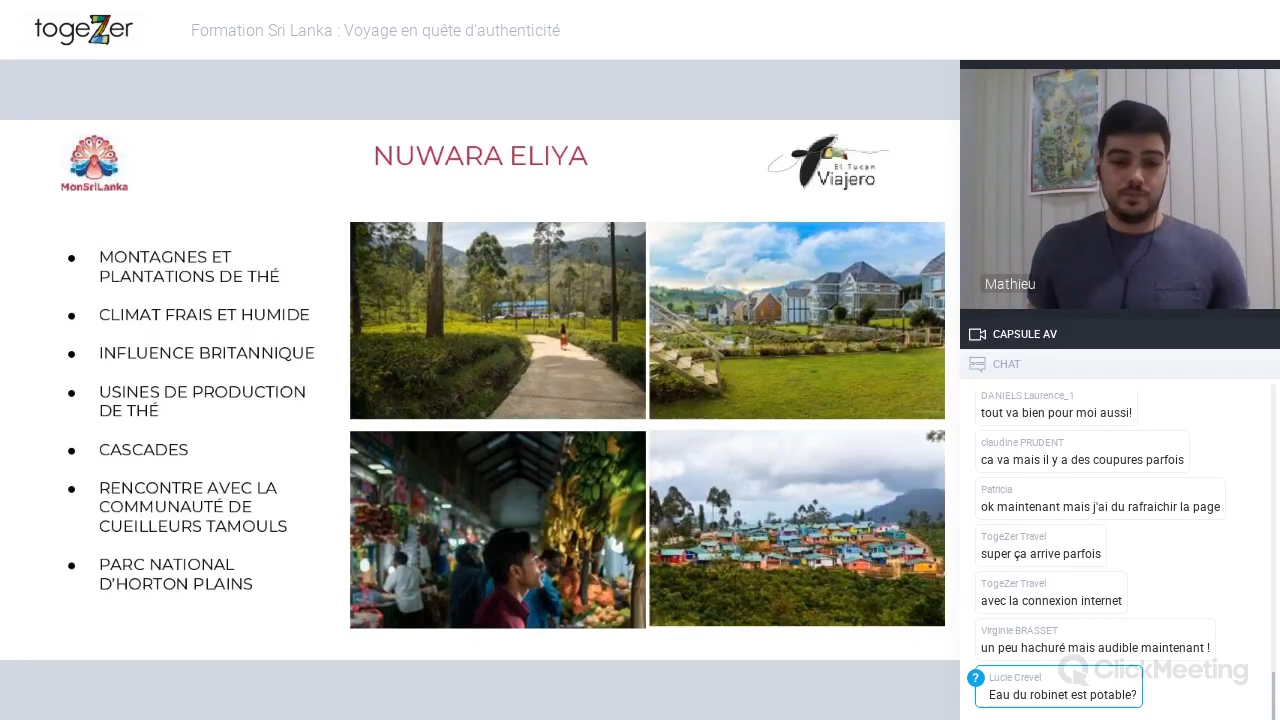 togeZer
Formation Sri Lanka : Voyage en quête d'authenticité
MonSriLanka
NUWARA ELIYA
El Tucan
Viajero
MONTAGNES ET
PLANTATIONS DE THÉ
CLIMAT FRAIS ET HUMIDE
INFLUENCE BRITANNIQUE
USINES DE PRODUCTION
DE THÉ
CASCADES
RENCONTRE AVEC LA
COMMUNAUTÉ DE
CUEILLEURS TAMOULS
PARC NATIONAL
D'HORTON PLAINS
Mathieu
CAPSULE AV
CHAT
DANIELS Laurence_1
tout va bien pour moi aussi!
claudine PRUDENT
ca va mais il y a des coupures parfois
Patricia
ok maintenant mais j'ai du rafraichir la page
TogeZer Travel
super ça arrive parfois
TogeZer Travel
avec la connexion internet
Virginie BRASSET
un peu hachuré mais audible maintenant !
ClickMeeting
?
Lucie Crevel
Eau du robinet est potable?